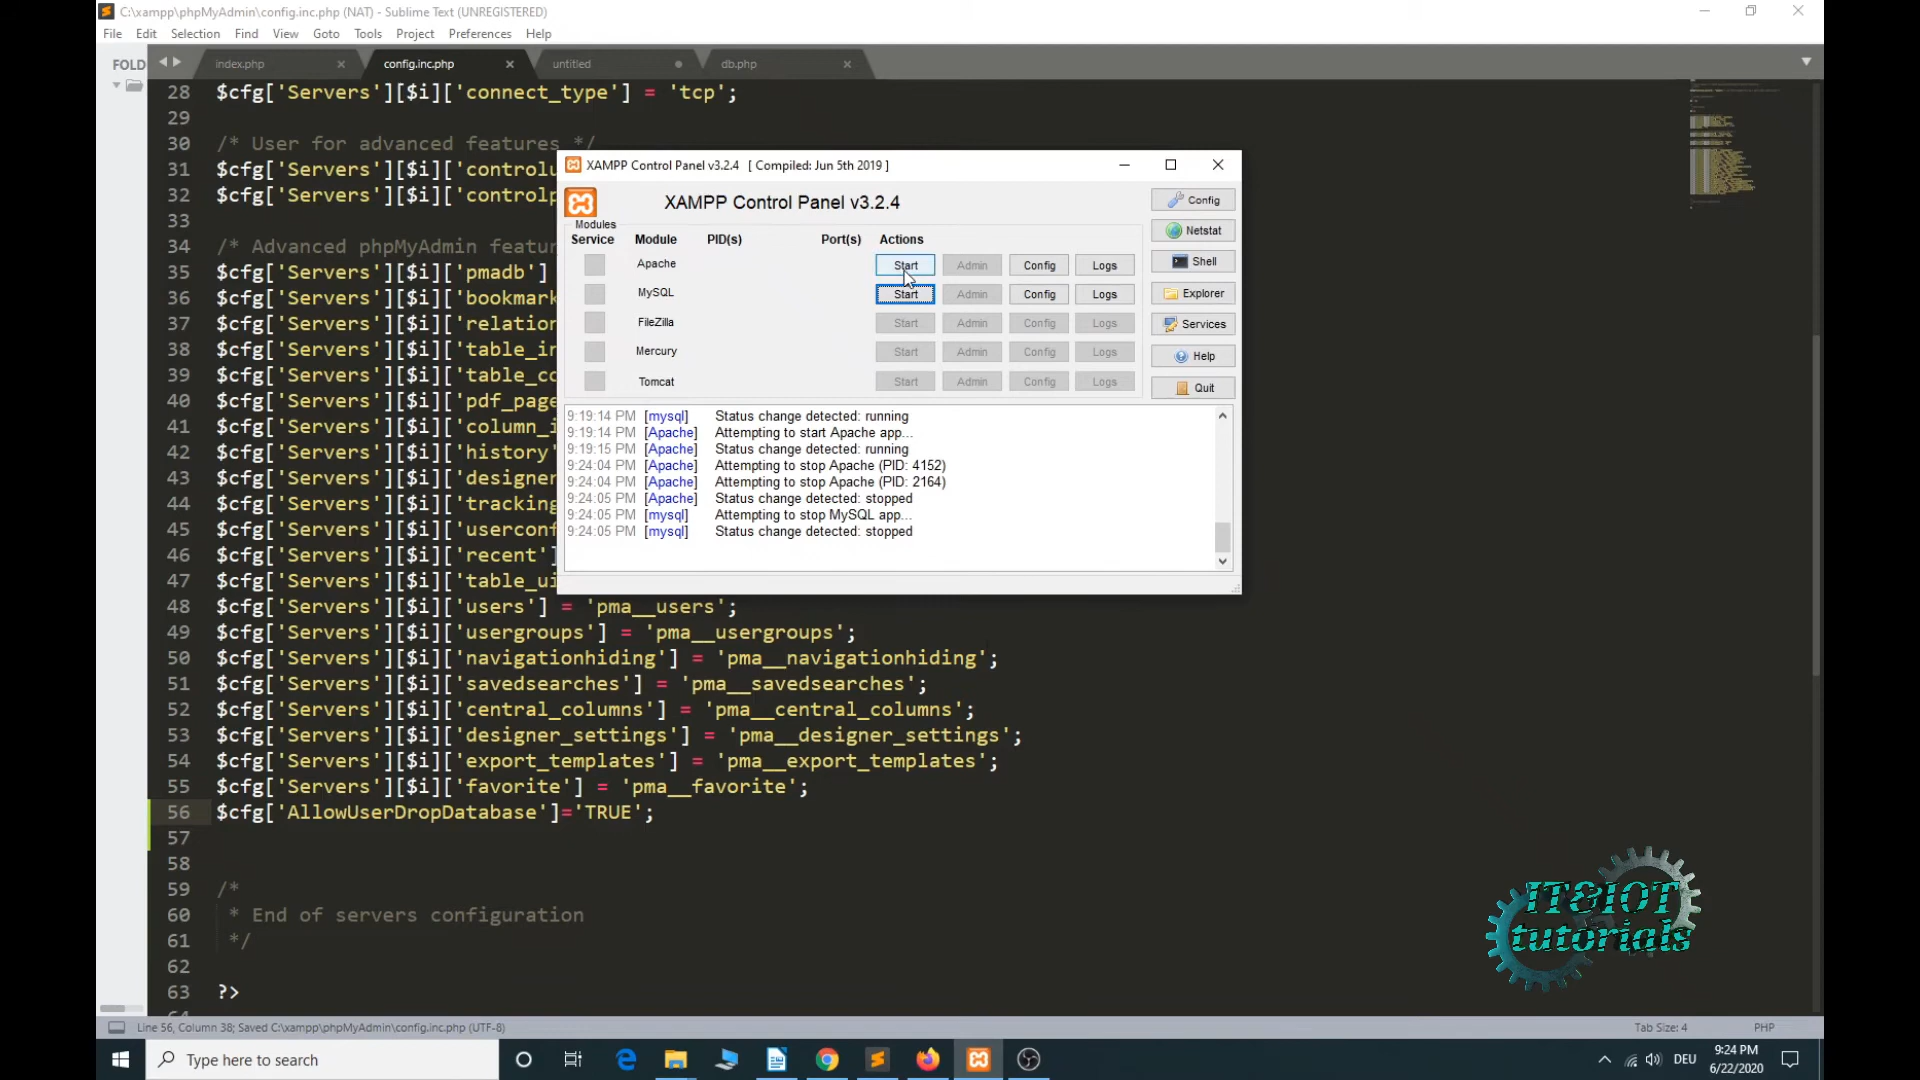 C:\xampp\phpMyAdmin\config.inc.php (NAT) - Sublime Text (UNREGISTERED)
File Edit Selection Find View Goto Tools Project Preferences Help
FOLD
index.php config.inc.php untitled db.php
28 $cfg['Servers'][$i]['connect_type'] = 'tcp';
29
30 /* User for advanced features */
31 $cfg['Servers'][$i]['controlu
32 $cfg['Servers'][$i]['controlp
33
34 /* Advanced phpMyAdmin featur
35 $cfg['Servers'][$i]['pmadb']
36 $cfg['Servers'][$i]['bookmark
37 $cfg['Servers'][$i]['relation
38 $cfg['Servers'][$i]['table_in
39 $cfg['Servers'][$i]['table_co
40 $cfg['Servers'][$i]['pdf_page
41 $cfg['Servers'][$i]['column_i
42 $cfg['Servers'][$i]['history'
43 $cfg['Servers'][$i]['designer
44 $cfg['Servers'][$i]['tracking
45 $cfg['Servers'][$i]['userconf
46 $cfg['Servers'][$i]['recent']
47 $cfg['Servers'][$i]['table_ui
48 $cfg['Servers'][$i]['users'] = 'pma__users';
49 $cfg['Servers'][$i]['usergroups'] = 'pma__usergroups';
50 $cfg['Servers'][$i]['navigationhiding'] = 'pma__navigationhiding';
51 $cfg['Servers'][$i]['savedsearches'] = 'pma__savedsearches';
52 $cfg['Servers'][$i]['central_columns'] = 'pma__central_columns';
53 $cfg['Servers'][$i]['designer_settings'] = 'pma__designer_settings';
54 $cfg['Servers'][$i]['export_templates'] = 'pma__export_templates';
55 $cfg['Servers'][$i]['favorite'] = 'pma__favorite';
56 $cfg['AllowUserDropDatabase']='TRUE';
57
58
59 /*
60 * End of servers configuration
61 */
62
63 ?>
XAMPP Control Panel v3.2.4 [ Compiled: Jun 5th 2019 ]
XAMPP Control Panel v3.2.4
Config
Modules
Service Module PID(s) Port(s) Actions
Netstat
Apache Start Admin Config Logs
Shell
MySQL Start Admin Config Logs
Explorer
FileZilla Start Admin Config Logs
Services
Mercury Start Admin Config Logs
Help
Tomcat Start Admin Config Logs
Quit
9:19:14 PM [mysql] Status change detected: running
9:19:14 PM [Apache] Attempting to start Apache app...
9:19:15 PM [Apache] Status change detected: running
9:24:04 PM [Apache] Attempting to stop Apache (PID: 4152)
9:24:04 PM [Apache] Attempting to stop Apache (PID: 2164)
9:24:05 PM [Apache] Status change detected: stopped
9:24:05 PM [mysql] Attempting to stop MySQL app...
9:24:05 PM [mysql] Status change detected: stopped
IT&IOT
tutorials
Line 56, Column 38; Saved C:\xampp\phpMyAdmin\config.inc.php (UTF-8) Tab Size: 4 PHP
Type here to search
DEU
9:24 PM
6/22/2020